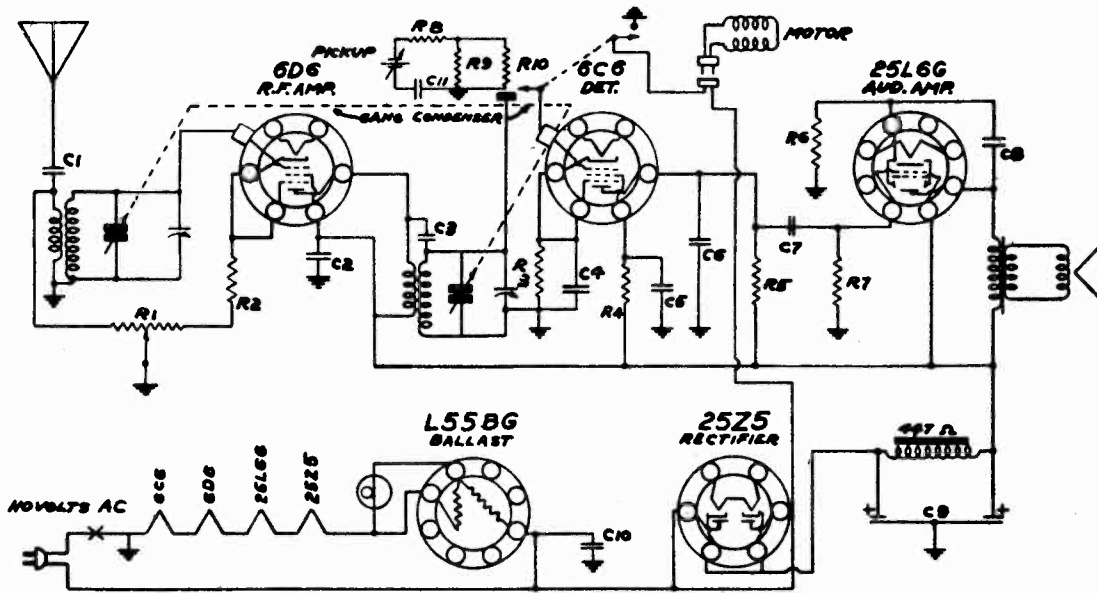 R8
PICKUP
R9
R10
C11
MOTOR
6D6
R.F. AMP.
6C6
DET.
25L6G
AUD. AMP.
GANG CONDENSER
R6
C8
C1
C2
C3
R3
C4
C5
R4
C6
C7
R5
R7
R2
R1
L55BG
BALLAST
25Z5
RECTIFIER
447 Ω
110 VOLTS AC
6C6
6D6
25L6G
25Z5
C10
+ C9 +